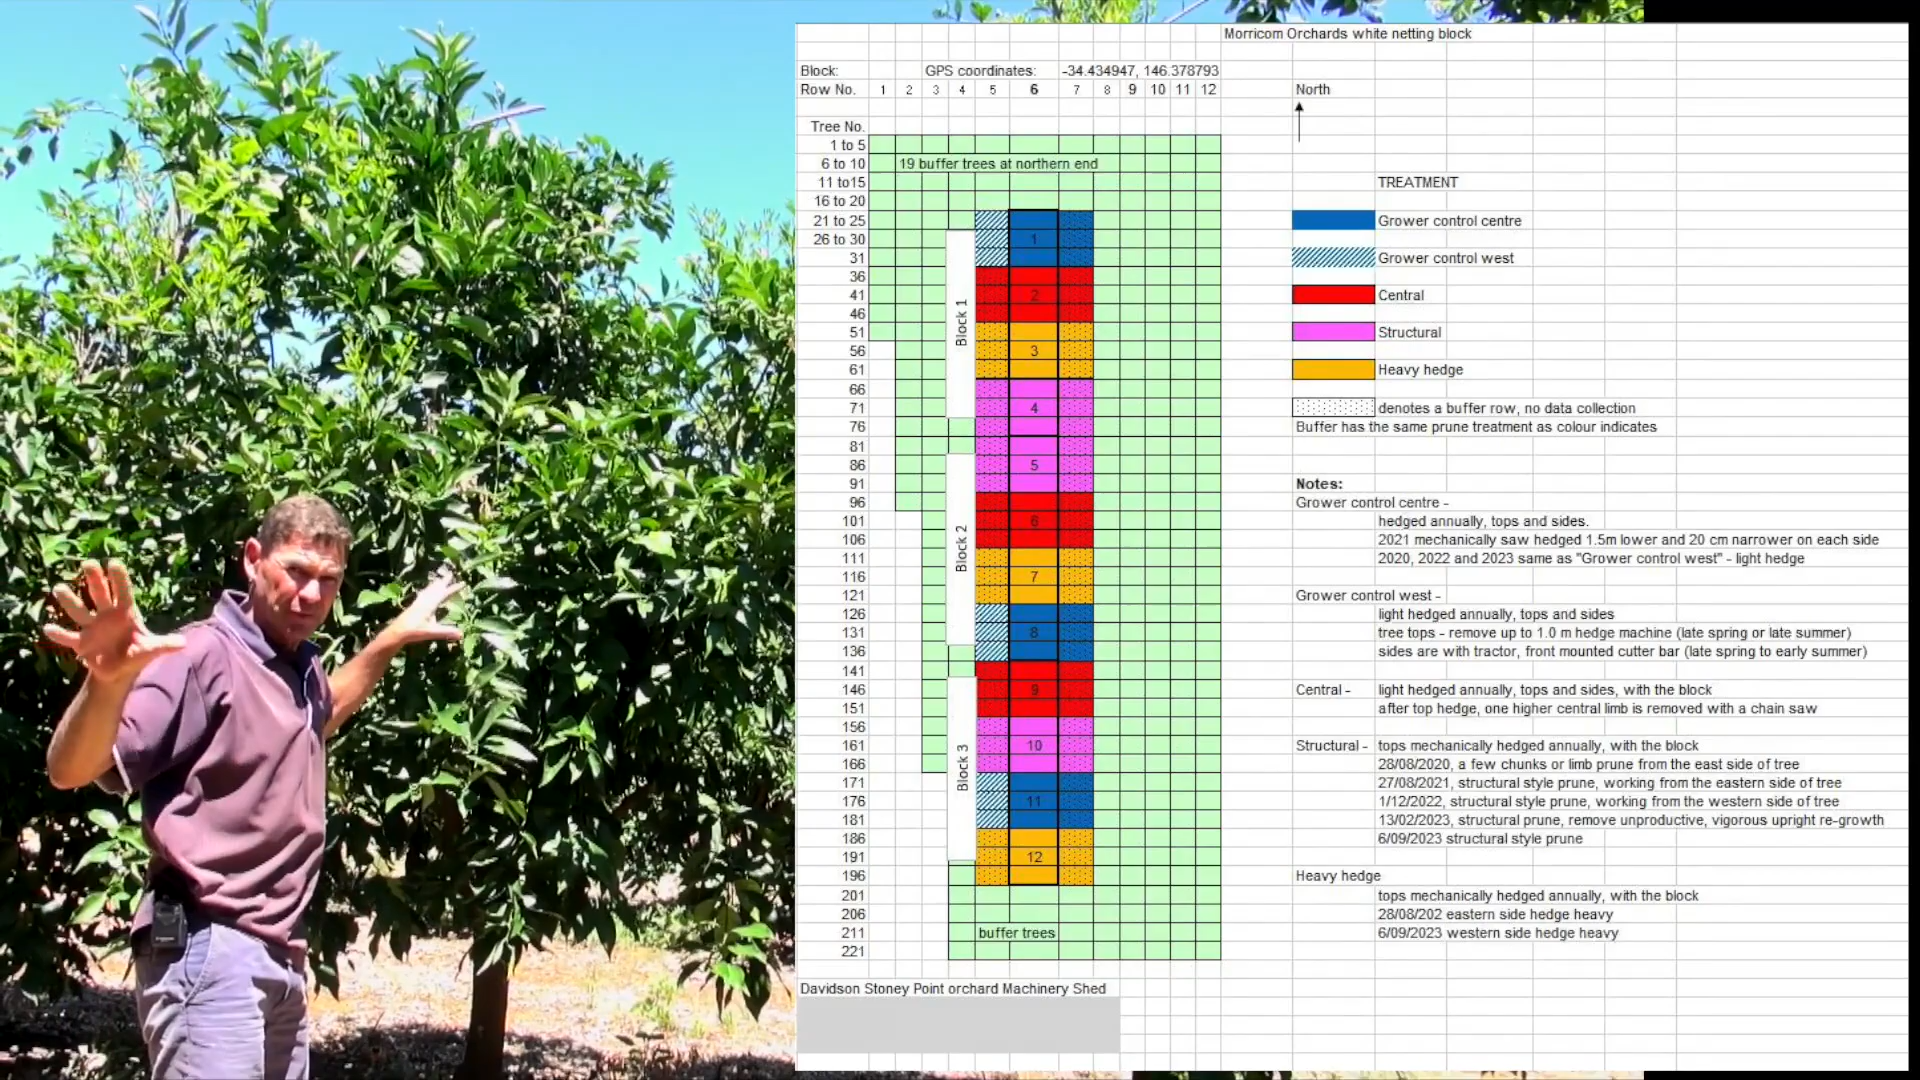 Morricom Orchards white netting block
Block: GPS coordinates: -34.434947, 146.378793
Row No. 1 2 3 4 5 6 7 8 9 10 11 12
North
Tree No.
1 to 5
6 to 10 19 buffer trees at northern end
11 to15
TREATMENT
16 to 20
21 to 25
Grower control centre
26 to 30 1
31
Grower control west
36
41 2
Central
46
51
Structural
56 3
61
Heavy hedge
66
71 4
denotes a buffer row, no data collection
76
Buffer has the same prune treatment as colour indicates
Block 1
81
86 5
91
Notes:
96
Grower control centre -
101 6
hedged annually, tops and sides.
106
2021 mechanically saw hedged 1.5m lower and 20 cm narrower on each side
111
2020, 2022 and 2023 same as "Grower control west" - light hedge
116 7
121
Grower control west -
126
light hedged annually, tops and sides
131 8
tree tops - remove up to 1.0 m hedge machine (late spring or late summer)
136
sides are with tractor, front mounted cutter bar (late spring to early summer)
Block 2
141
146 9
Central - light hedged annually, tops and sides, with the block
151
after top hedge, one higher central limb is removed with a chain saw
156
161 10
Structural - tops mechanically hedged annually, with the block
166
28/08/2020, a few chunks or limb prune from the east side of tree
171
27/08/2021, structural style prune, working from the eastern side of tree
176 11
1/12/2022, structural style prune, working from the western side of tree
181
13/02/2023, structural prune, remove unproductive, vigorous upright re-growth
186
6/09/2023 structural style prune
191 12
Block 3
196
Heavy hedge
201
tops mechanically hedged annually, with the block
206
28/08/202 eastern side hedge heavy
211 buffer trees
6/09/2023 western side hedge heavy
221
Davidson Stoney Point orchard Machinery Shed